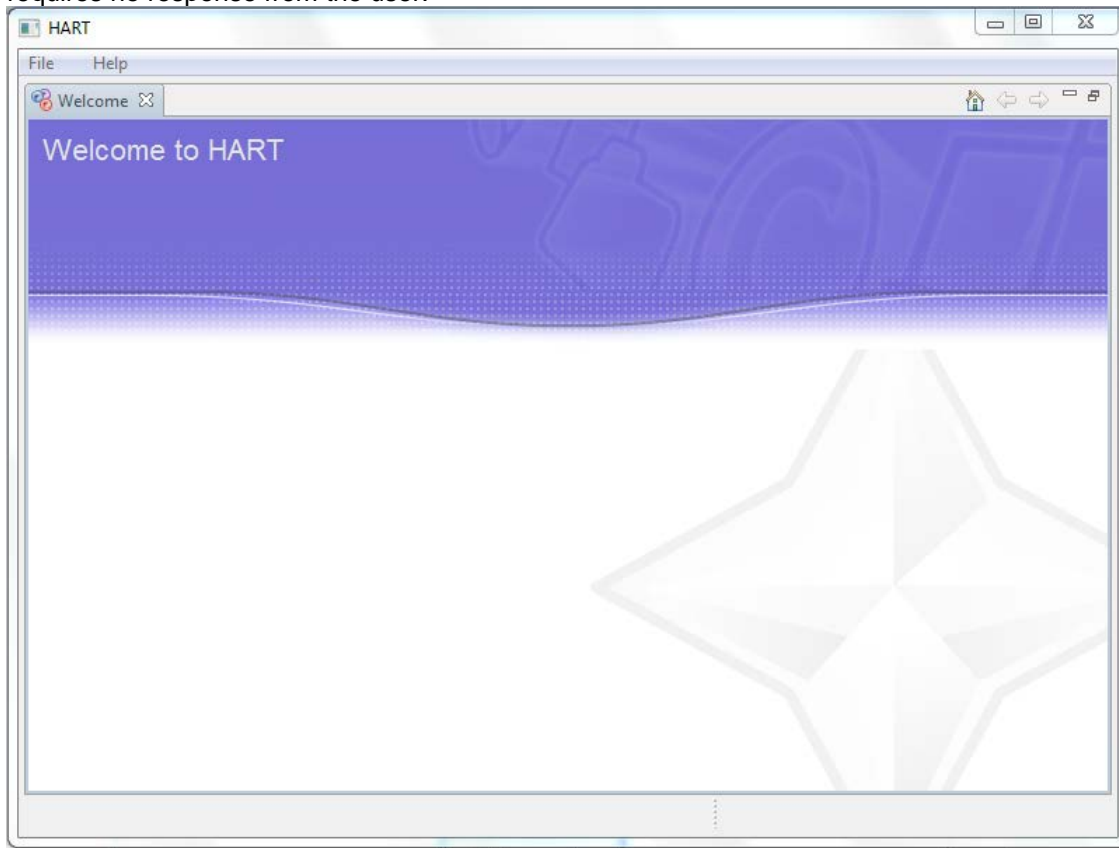 requires no response from the user.
HART
File Help
Welcome
Welcome to HART